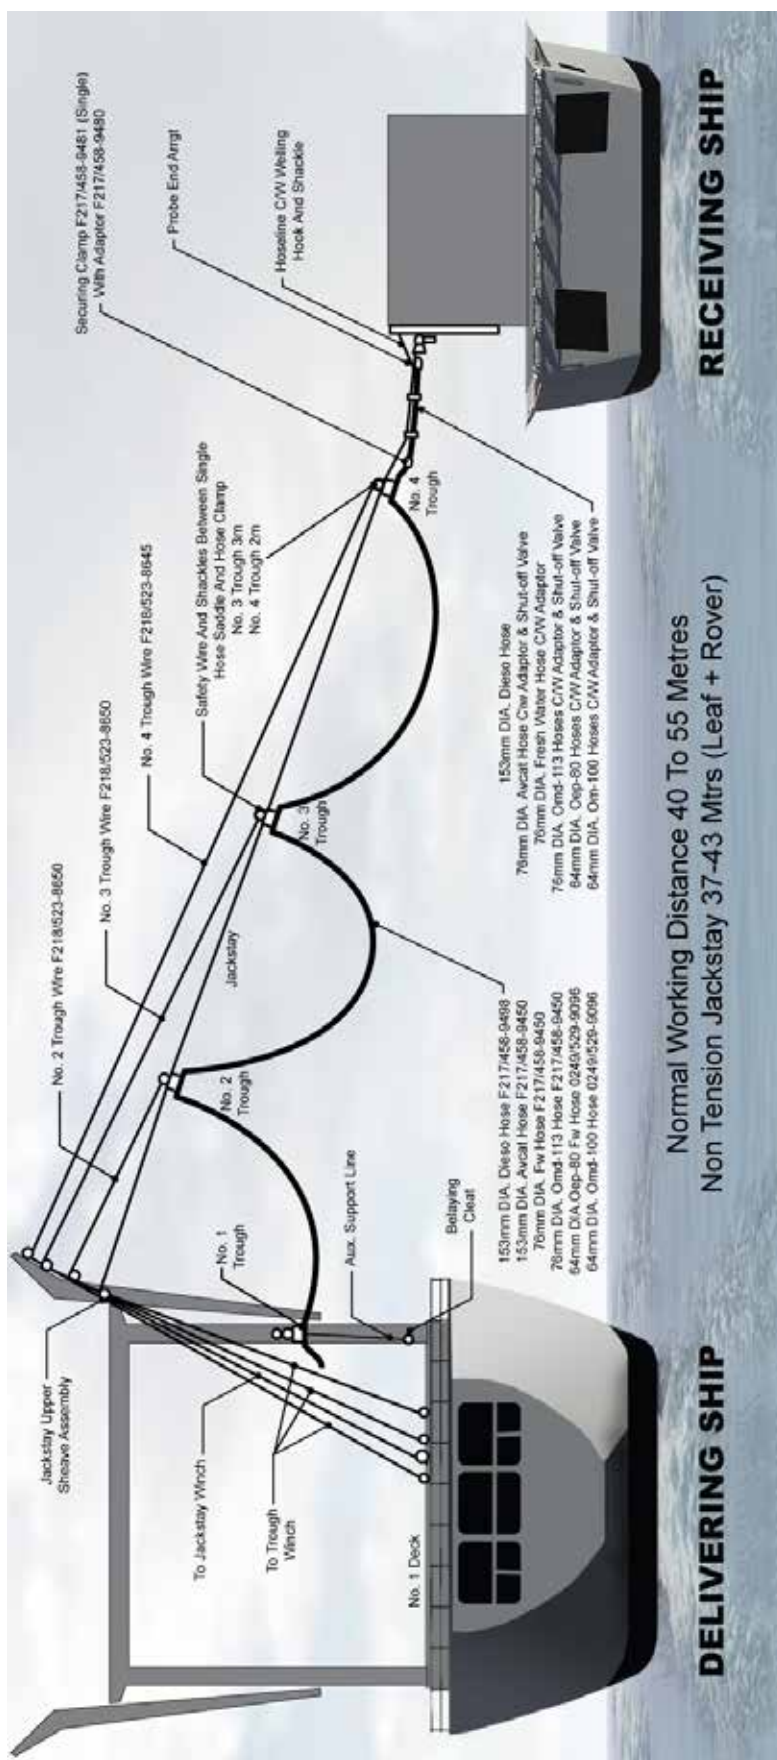 Jackstay Upper
Sheave Assembly
To Jackstay Winch
To Trough
Winch
No. 1 Deck
No. 1
Trough
Aux. Support Line
Belaying
Cleat
No. 2 Trough Wire F218/523-8650
No. 3 Trough Wire F218/523-8650
No. 4 Trough Wire F218/523-8645
Jackstay
No. 2
Trough
No. 3
Trough
No. 4
Trough
Safety Wire And Shackles Between Single
Hose Saddle And Hose Clamp
No. 3 Trough 3m
No. 4 Trough 2m
Securing Clamp F217/458-9481 (Single)
With Adaptor F217/458-9480
Probe End Arrgt
Hoseline C/W Welling
Hook And Shackle
153mm DIA. Dieso Hose F217/458-9498
153mm DIA. Avcat Hose F217/458-9450
76mm DIA. Fw Hose F217/458-9450
76mm DIA. Omd-113 Hose F217/458-9450
64mm DIA.Oep-80 Fw Hose 0249/529-9096
64mm DIA. Omd-100 Hose 0249/529-9096
153mm DIA. Dieso Hose
76mm DIA. Avcat Hose C/w Adaptor & Shut-off Valve
76mm DIA. Fresh Water Hose C/W Adaptor
76mm DIA. Omd-113 Hoses C/W Adaptor & Shut-off Valve
64mm DIA. Oep-80 Hoses C/W Adaptor & Shut-off Valve
64mm DIA. Om-100 Hoses C/W Adaptor & Shut-off Valve
Normal Working Distance 40 To 55 Metres
Non Tension Jackstay 37-43 Mtrs (Leaf + Rover)
DELIVERING SHIP
RECEIVING SHIP